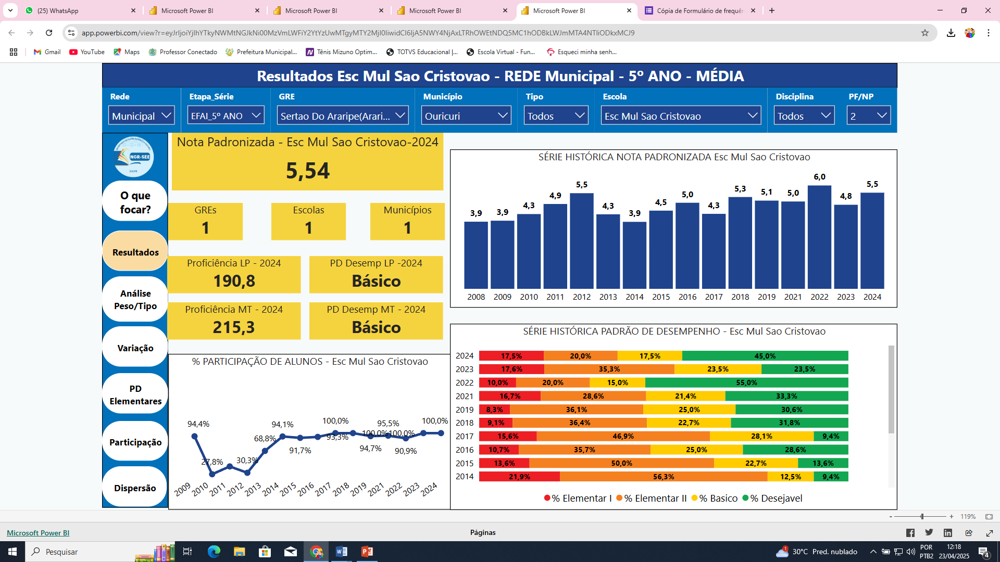 (25) WhatsApp
Microsoft Power BI
Microsoft Power BI
Microsoft Power BI
Microsoft Power BI
Cópia de Formulário de frequên
app.powerbi.com/view?r=
Gmail
YouTube
Maps
Professor Conectado
Prefeitura Municipal...
Tênis Mizuno Optim...
TOTVS Educacional |...
Escola Virtual - Fun...
Esqueci minha senh...
Resultados Esc Mul Sao Cristovao - REDE Municipal - 5º ANO - MÉDIA
Rede Etapa_Série GRE Município Tipo Escola Disciplina PF/NP
Municipal EFAI_5º ANO Sertao Do Araripe(Arari... Ouricuri Todos Esc Mul Sao Cristovao Todos 2
NGR-SEE
O que
focar?
Resultados
Análise
Peso/Tipo
Variação
PD
Elementares
Participação
Dispersão
Nota Padronizada - Esc Mul Sao Cristovao-2024
5,54
GREs
1
Escolas
1
Municípios
1
Proficiência LP - 2024
190,8
PD Desemp LP -2024
Básico
Proficiência MT - 2024
215,3
PD Desemp MT - 2024
Básico
% PARTICIPAÇÃO DE ALUNOS - Esc Mul Sao Cristovao
94,4%
27,8%
30,3%
68,8%
94,1%
91,7%
100,0%
93,3%
94,7%
100,0%
95,5%
100,0%
90,9%
100,0%
2009 2010 2011 2012 2013 2014 2015 2016 2017 2018 2019 2021 2022 2023 2024
SÉRIE HISTÓRICA NOTA PADRONIZADA Esc Mul Sao Cristovao
3,9 3,9 4,3 4,9 5,5 4,3 3,9 4,5 5,0 4,3 5,3 5,1 5,0 6,0 4,8 5,5
2008 2009 2010 2011 2012 2013 2014 2015 2016 2017 2018 2019 2021 2022 2023 2024
SÉRIE HISTÓRICA PADRÃO DE DESEMPENHO - Esc Mul Sao Cristovao
2024 17,5% 20,0% 17,5% 45,0%
2023 17,6% 35,3% 23,5% 23,5%
2022 10,0% 20,0% 15,0% 55,0%
2021 16,7% 28,6% 21,4% 33,3%
2019 8,3% 36,1% 25,0% 30,6%
2018 9,1% 36,4% 22,7% 31,8%
2017 15,6% 46,9% 28,1% 9,4%
2016 10,7% 35,7% 25,0% 28,6%
2015 13,6% 50,0% 22,7% 13,6%
2014 21,9% 56,3% 12,5% 9,4%
% Elementar I % Elementar II % Basico % Desejavel
- + 119%
Microsoft Power BI
Páginas
Pesquisar
30°C Pred. nublado
POR
PTB2
12:18
23/04/2025
4